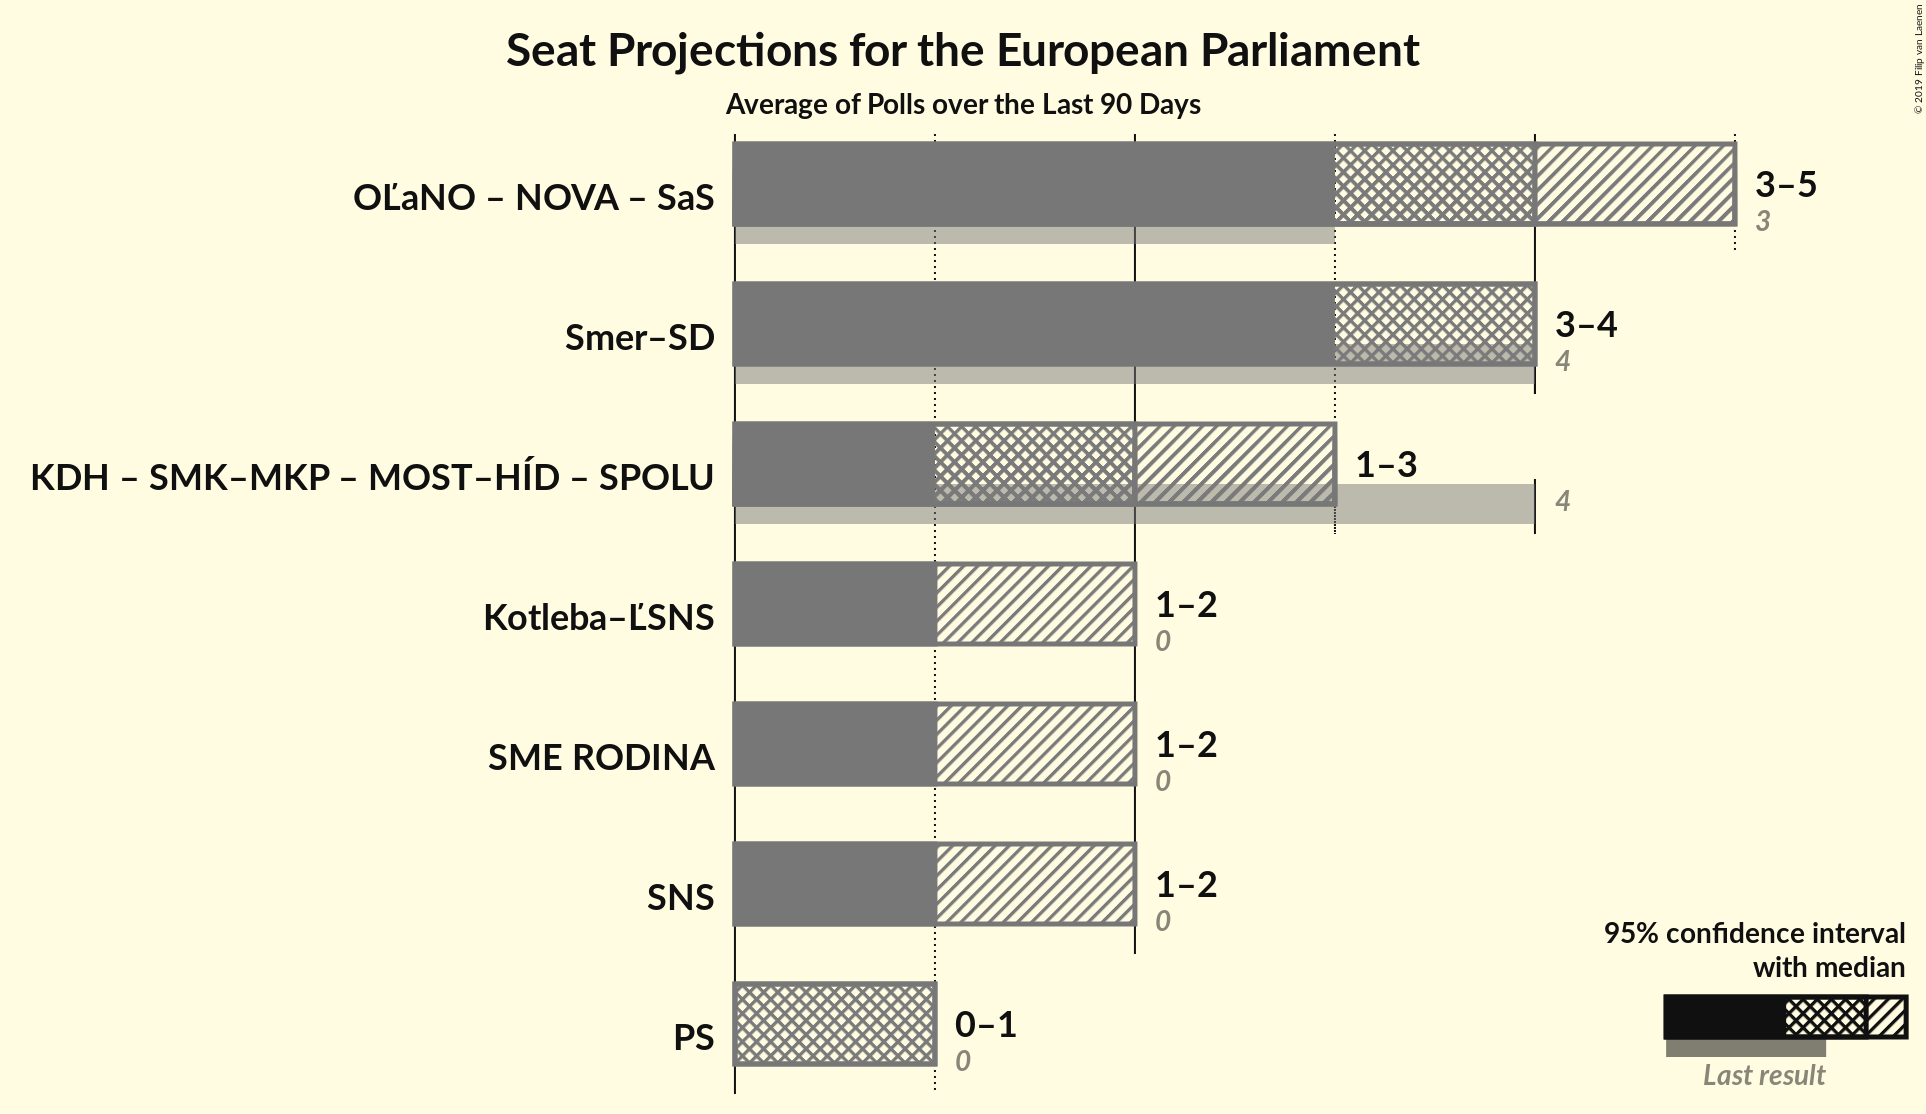 Seat Projections for the European Parliament
Average of Polls over the Last 90 Days
© 2019 Filip van Laenen
OĽaNO – NOVA – SaS
3–5
3
Smer–SD
3–4
4
KDH – SMK–MKP – MOST–HÍD – SPOLU
1–3
4
Kotleba–ĽSNS
1–2
0
SME RODINA
1–2
0
SNS
1–2
0
PS
0–1
0
95% confidence interval
with median
Last result